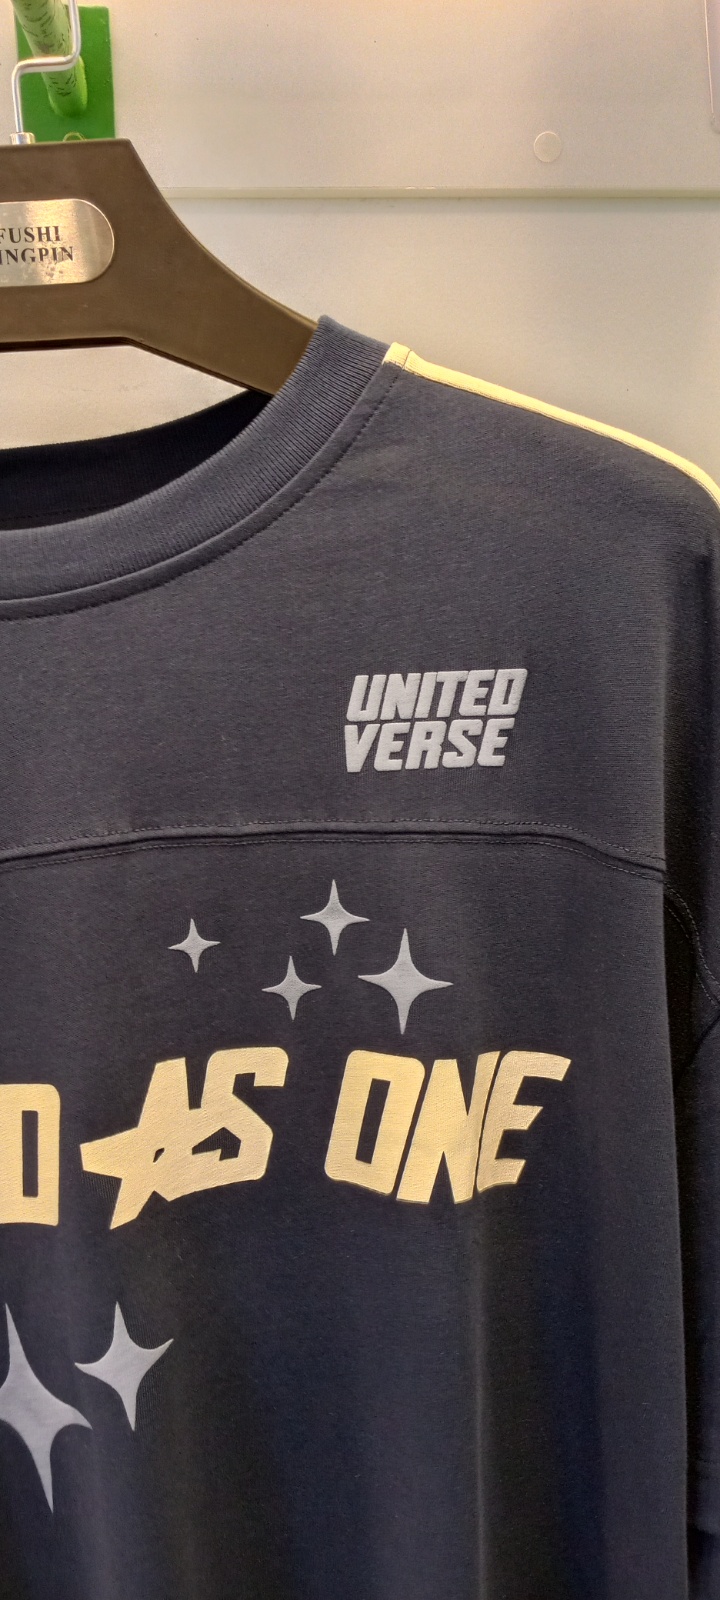 FUSHI
INGPIN
UNITED
VERSE
D AS ONE